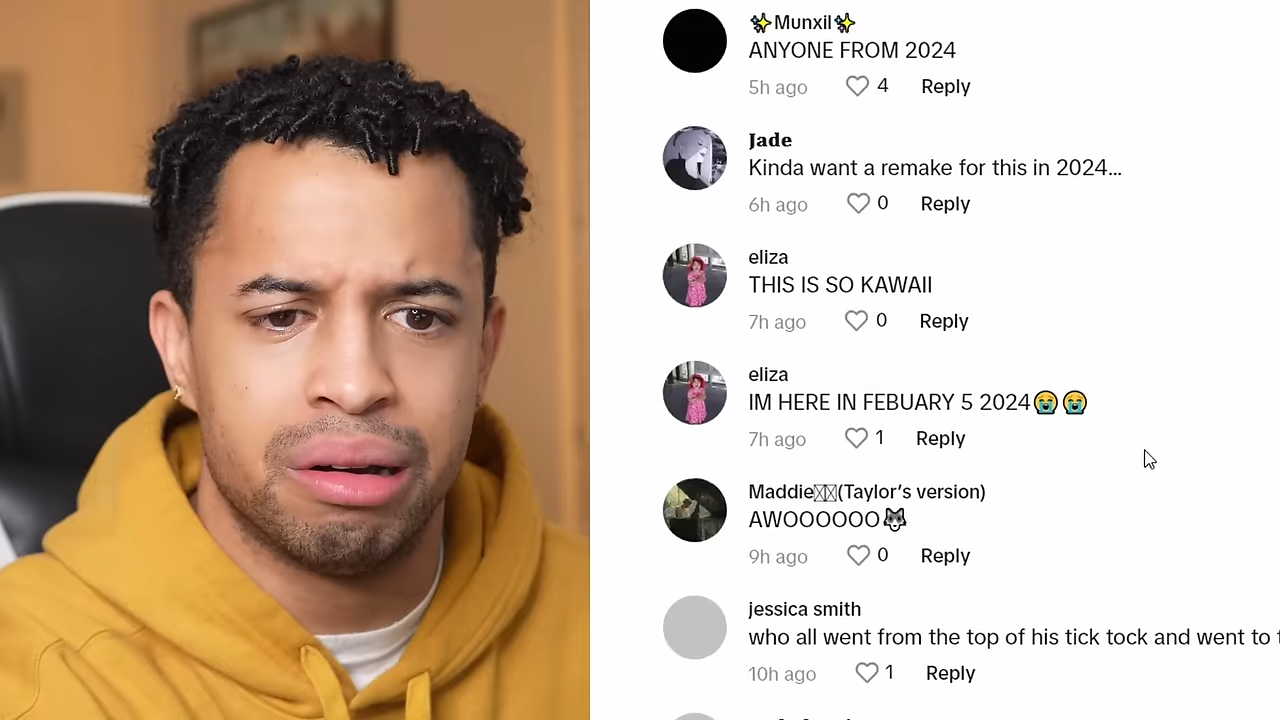 ✨Munxil✨
ANYONE FROM 2024
5h ago 4 Reply
Jade
Kinda want a remake for this in 2024...
6h ago 0 Reply
eliza
THIS IS SO KAWAII
7h ago 0 Reply
eliza
IM HERE IN FEBUARY 5 2024😭😭
7h ago 1 Reply
Maddie(Taylor's version)
AWOOOOOO🐺
9h ago 0 Reply
jessica smith
who all went from the top of his tick tock and went to
10h ago 1 Reply